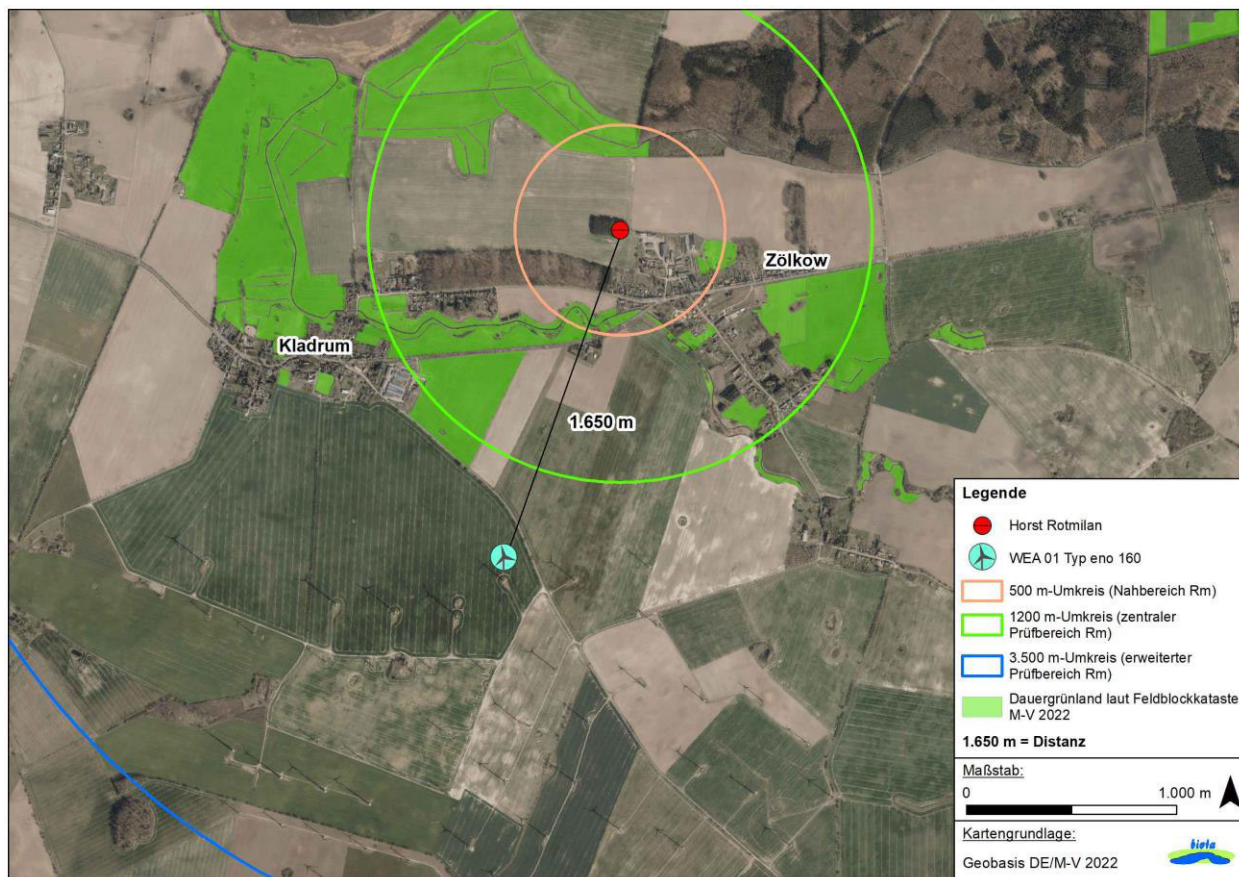 Zölkow
Kladrum
1.650 m
Legende
Horst Rotmilan
WEA 01 Typ eno 160
500 m-Umkreis (Nahbereich Rm)
1200 m-Umkreis (zentraler
Prüfbereich Rm)
3.500 m-Umkreis (erweiterter
Prüfbereich Rm)
Dauergrünland laut Feldblockkataste
M-V 2022
1.650 m = Distanz
Maßstab:
0 1.000 m
Kartengrundlage:
Geobasis DE/M-V 2022
biota